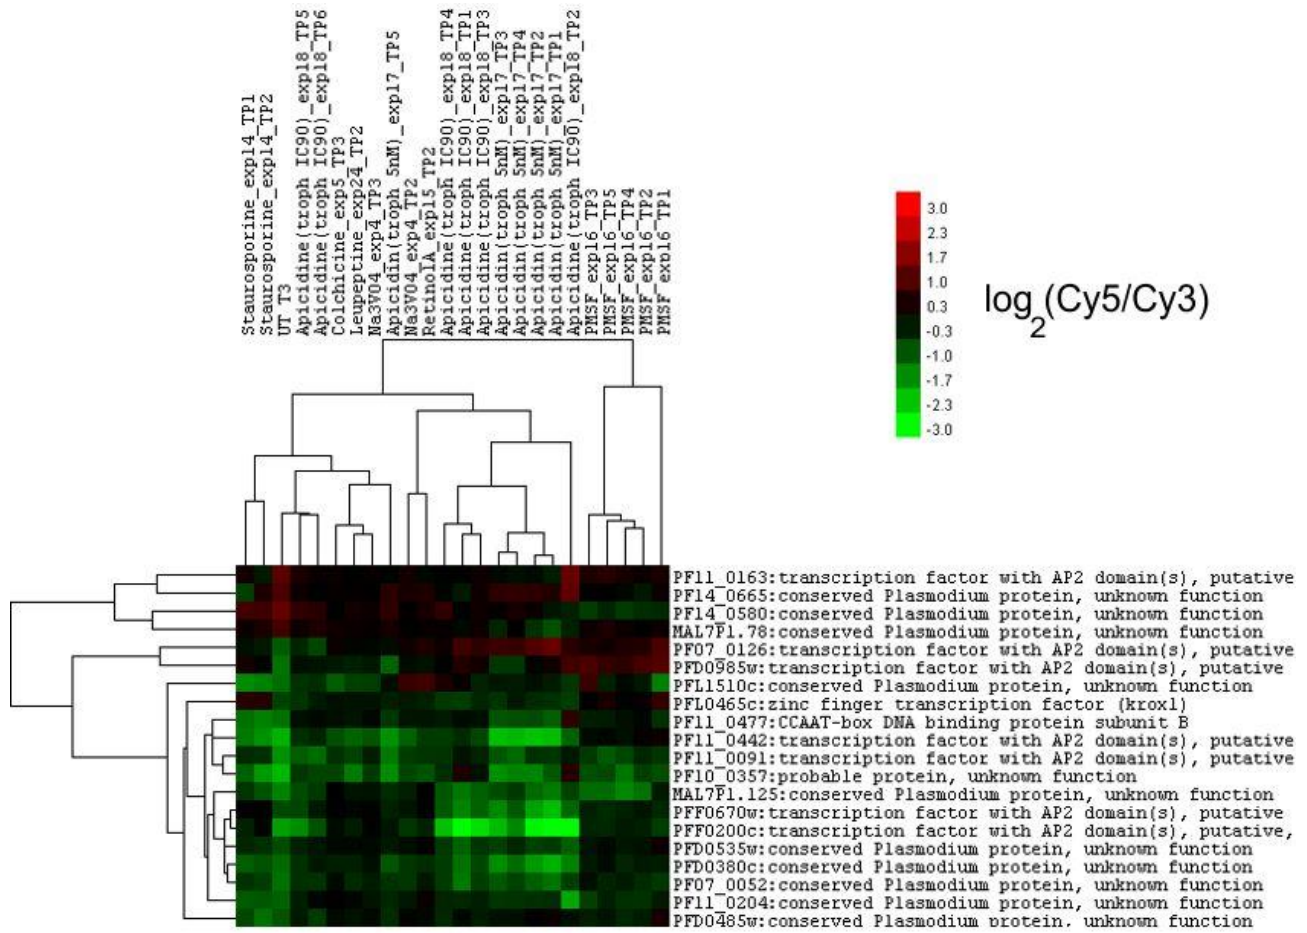 Staurosporine_exp14_TP1
Staurosporine_exp14_TP2
UT T3
Apicidine(troph IC90)_exp18_TP5
Apicidine(troph IC90)_exp18_TP6
Colchicine_exp5_TP3
Leupeptine_exp24_TP2
Na3VO4_exp4_TP3
Apicidin(troph 5nM)_exp17_TP5
Na3VO4_exp4_TP2
RetinolA_exp15_TP2
Apicidine(troph IC90)_exp18_TP4
Apicidine(troph IC90)_exp18_TP1
Apicidine(troph IC90)_exp18_TP3
Apicidin(troph 5nM)_exp17_TP3
Apicidin(troph 5nM)_exp17_TP4
Apicidin(troph 5nM)_exp17_TP2
Apicidin(troph 5nM)_exp17_TP1
Apicidine(troph IC90)_exp18_TP2
PMSF_exp16_TP3
PMSF_exp16_TP5
PMSF_exp16_TP4
PMSF_exp16_TP2
PMSF_exp16_TP1
3.0
2.3
1.7
1.0
0.3
-0.3
-1.0
-1.7
-2.3
-3.0
log2(Cy5/Cy3)
PF11_0163:transcription factor with AP2 domain(s), putative
PF14_0665:conserved Plasmodium protein, unknown function
PF14_0580:conserved Plasmodium protein, unknown function
MAL7P1.78:conserved Plasmodium protein, unknown function
PF07_0126:transcription factor with AP2 domain(s), putative
PFD0985w:transcription factor with AP2 domain(s), putative
PFL1510c:conserved Plasmodium protein, unknown function
PFL0465c:zinc finger transcription factor (krox1)
PF11_0477:CCAAT-box DNA binding protein subunit B
PF11_0442:transcription factor with AP2 domain(s), putative
PF11_0091:transcription factor with AP2 domain(s), putative
PF10_0357:probable protein, unknown function
MAL7P1.125:conserved Plasmodium protein, unknown function
PFF0670w:transcription factor with AP2 domain(s), putative
PFF0200c:transcription factor with AP2 domain(s), putative,
PFD0535w:conserved Plasmodium protein, unknown function
PFD0380c:conserved Plasmodium protein, unknown function
PF07_0052:conserved Plasmodium protein, unknown function
PF11_0204:conserved Plasmodium protein, unknown function
PFD0485w:conserved Plasmodium protein, unknown function